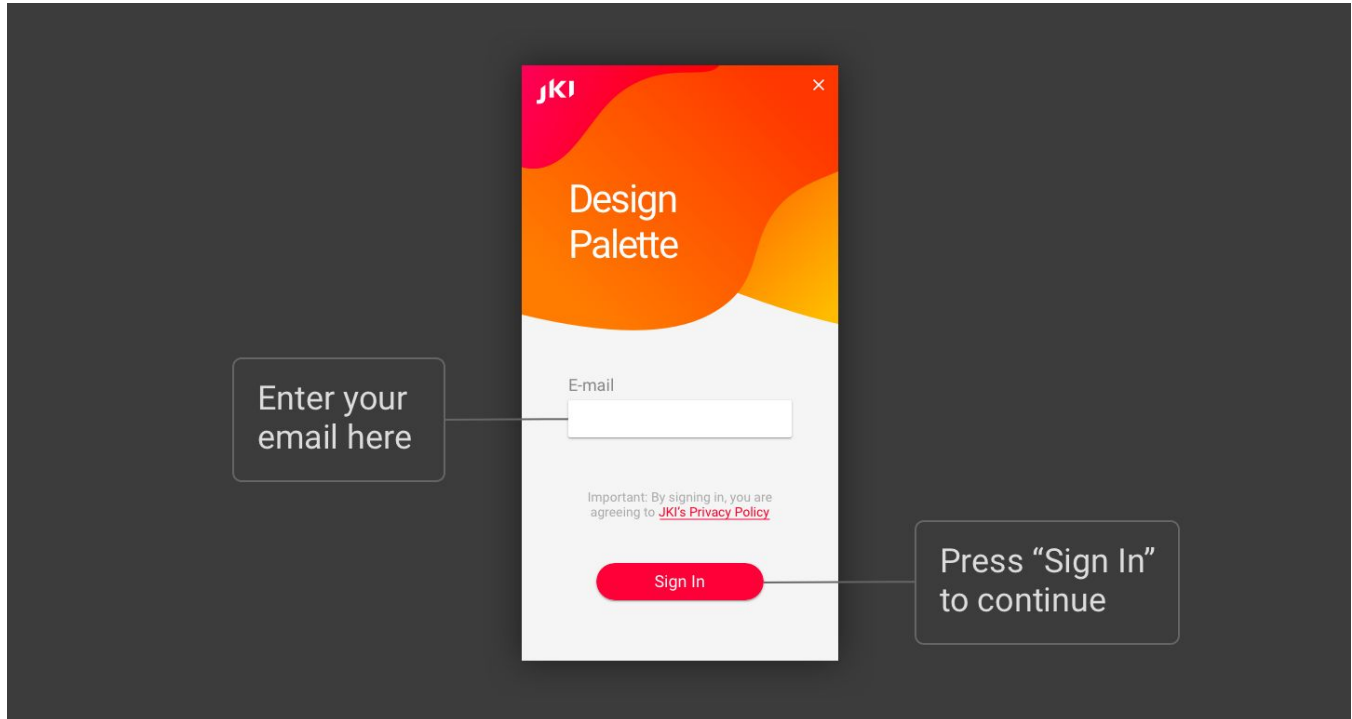 JKI
×
Design
Palette
Enter your
email here
E-mail
Important: By signing in, you are
agreeing to JKI's Privacy Policy
Sign In
Press “Sign In”
to continue